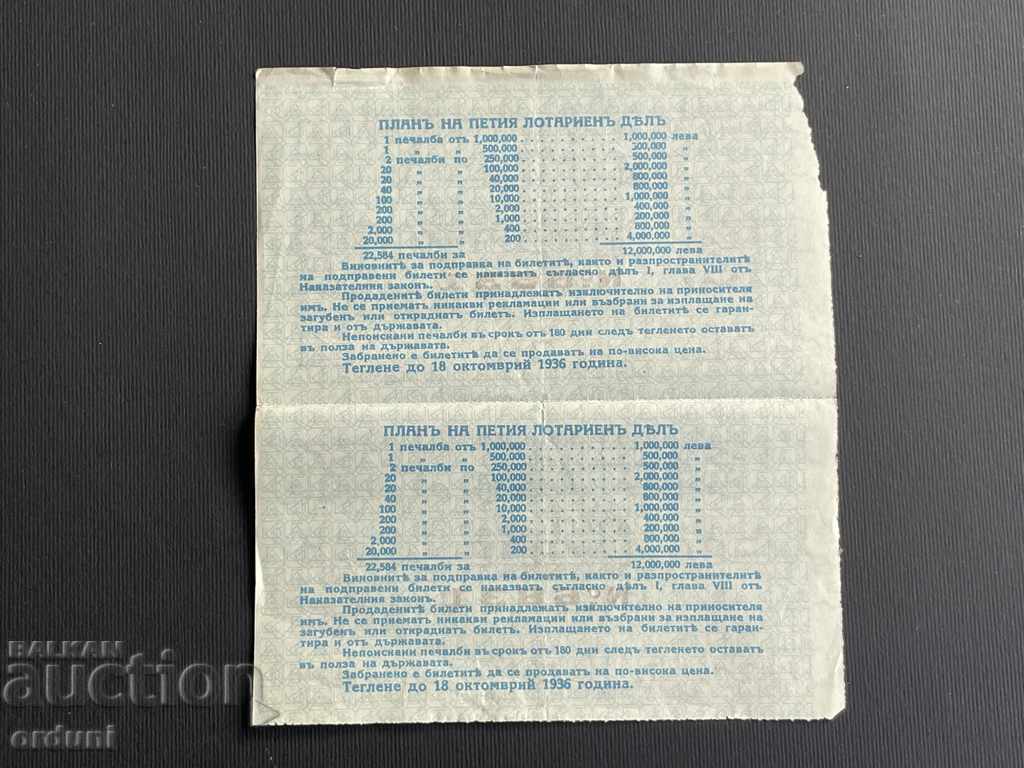 ПЛАНЪ НА ПЕТИЯ ЛОТАРИЕНЪ ДѢЛЪ
1 печалба отъ 1,000,000 . . . . . . . . . . 1,000,000 лева
1 „ „ 500,000 . . . . . . . . . . 500,000 „
2 печалби по 250,000 . . . . . . . . . . 500,000 „
20 „ „ 100,000 . . . . . . . . . . 2,000,000 „
20 „ „ 40,000 . . . . . . . . . . 800,000 „
40 „ „ 20,000 . . . . . . . . . . 800,000 „
100 „ „ 10,000 . . . . . . . . . . 1,000,000 „
200 „ „ 2,000 . . . . . . . . . . 400,000 „
200 „ „ 1,000 . . . . . . . . . . 200,000 „
2,000 „ „ 400 . . . . . . . . . . 800,000 „
20,000 „ „ 200 . . . . . . . . . . 4,000,000 „
22,584 печалби за 12,000,000 лева
Виновнитѣ за подправка на билетитѣ, както и разпространителитѣ
на подправени билети се наказватъ съгласно дѣлъ I, глава VIII отъ
Наказателния законъ.
Продаденитѣ билети принадлежатъ изключително на приносителя
имъ. Не се приематъ никакви рекламации или възбрани за изплащане на
загубенъ или откраднатъ билетъ. Изплащането на билетитѣ се гаран-
тира и отъ държавата.
Непоискани печалби въ срокъ отъ 180 дни следъ тегленето оставатъ
въ полза на държавата.
Забранено е билетитѣ да се продаватъ на по-висока цена.
Теглене до 18 октомврий 1936 година.
ПЛАНЪ НА ПЕТИЯ ЛОТАРИЕНЪ ДѢЛЪ
1 печалба отъ 1,000,000 . . . . . . . . . . 1,000,000 лева
1 „ „ 500,000 . . . . . . . . . . 500,000 „
2 печалби по 250,000 . . . . . . . . . . 500,000 „
20 „ „ 100,000 . . . . . . . . . . 2,000,000 „
20 „ „ 40,000 . . . . . . . . . . 800,000 „
40 „ „ 20,000 . . . . . . . . . . 800,000 „
100 „ „ 10,000 . . . . . . . . . . 1,000,000 „
200 „ „ 2,000 . . . . . . . . . . 400,000 „
200 „ „ 1,000 . . . . . . . . . . 200,000 „
2,000 „ „ 400 . . . . . . . . . . 800,000 „
20,000 „ „ 200 . . . . . . . . . . 4,000,000 „
22,584 печалби за 12,000,000 лева
Виновнитѣ за подправка на билетитѣ, както и разпространителитѣ
на подправени билети се наказватъ съгласно дѣлъ I, глава VIII отъ
Наказателния законъ.
Продаденитѣ билети принадлежатъ изключително на приносителя
имъ. Не се приематъ никакви рекламации или възбрани за изплащане на
загубенъ или откраднатъ билетъ. Изплащането на билетитѣ се гаран-
тира и отъ държавата.
Непоискани печалби въ срокъ отъ 180 дни следъ тегленето оставатъ
въ полза на държавата.
Забранено е билетитѣ да се продаватъ на по-висока цена.
Теглене до 18 октомврий 1936 година.
BALKAN
auction
orduni